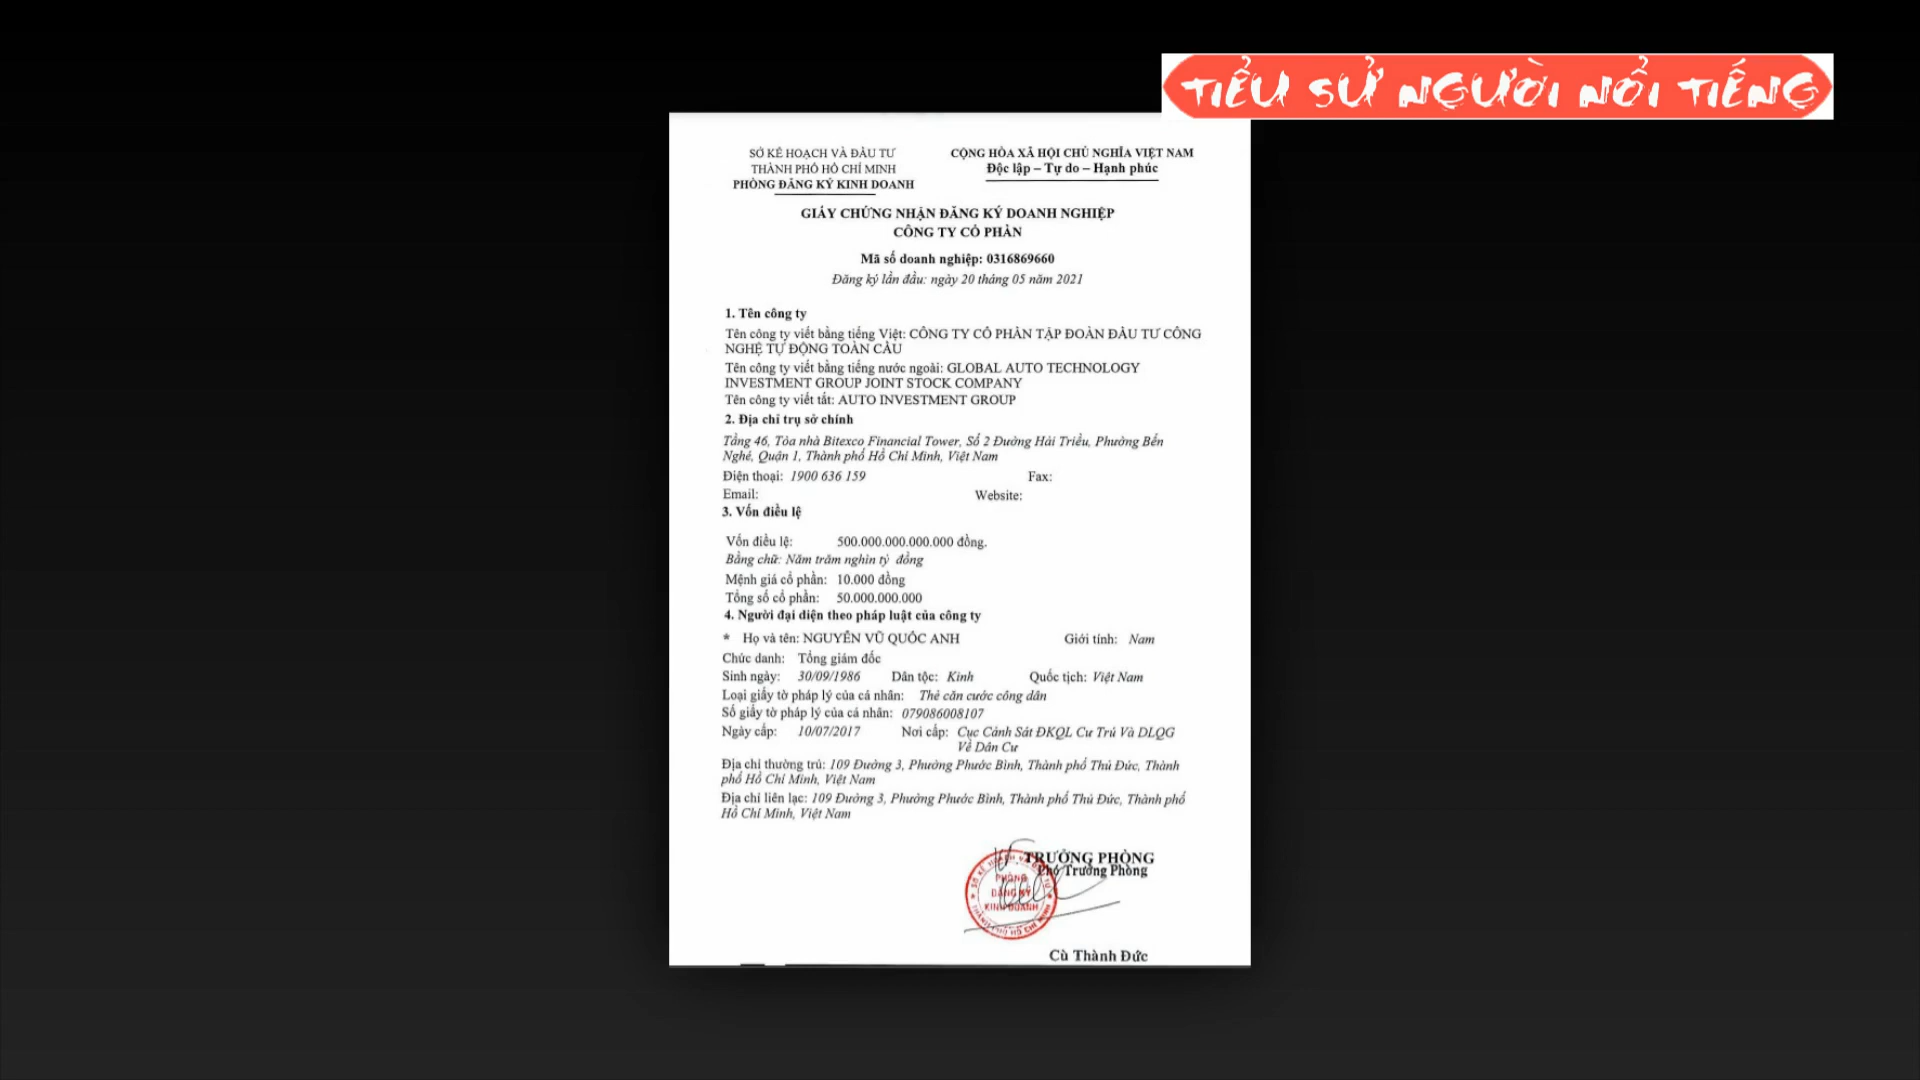 TIỂU SỬ NGƯỜI NỔI TIẾNG
SỞ KẾ HOẠCH VÀ ĐẦU TƯ
THÀNH PHỐ HỒ CHÍ MINH
PHÒNG ĐĂNG KÝ KINH DOANH
CỘNG HÒA XÃ HỘI CHỦ NGHĨA VIỆT NAM
Độc lập – Tự do – Hạnh phúc
GIẤY CHỨNG NHẬN ĐĂNG KÝ DOANH NGHIỆP
CÔNG TY CỔ PHẦN
Mã số doanh nghiệp: 0316869660
Đăng ký lần đầu: ngày 20 tháng 05 năm 2021
1. Tên công ty
Tên công ty viết bằng tiếng Việt: CÔNG TY CỔ PHẦN TẬP ĐOÀN ĐẦU TƯ CÔNG
NGHỆ TỰ ĐỘNG TOÀN CẦU
Tên công ty viết bằng tiếng nước ngoài: GLOBAL AUTO TECHNOLOGY
INVESTMENT GROUP JOINT STOCK COMPANY
Tên công ty viết tắt: AUTO INVESTMENT GROUP
2. Địa chỉ trụ sở chính
Tầng 46, Tòa nhà Bitexco Financial Tower, Số 2 Đường Hải Triều, Phường Bến
Nghé, Quận 1, Thành phố Hồ Chí Minh, Việt Nam
Điện thoại: 1900 636 159 Fax:
Email: Website:
3. Vốn điều lệ
Vốn điều lệ: 500.000.000.000.000 đồng.
Bằng chữ: Năm trăm nghìn tỷ đồng
Mệnh giá cổ phần: 10.000 đồng
Tổng số cổ phần: 50.000.000.000
4. Người đại diện theo pháp luật của công ty
* Họ và tên: NGUYỄN VŨ QUỐC ANH Giới tính: Nam
Chức danh: Tổng giám đốc
Sinh ngày: 30/09/1986 Dân tộc: Kinh Quốc tịch: Việt Nam
Loại giấy tờ pháp lý của cá nhân: Thẻ căn cước công dân
Số giấy tờ pháp lý của cá nhân: 079086008107
Ngày cấp: 10/07/2017 Nơi cấp: Cục Cảnh Sát ĐKQL Cư Trú Và DLQG
Về Dân Cư
Địa chỉ thường trú: 109 Đường 3, Phường Phước Bình, Thành phố Thủ Đức, Thành
phố Hồ Chí Minh, Việt Nam
Địa chỉ liên lạc: 109 Đường 3, Phường Phước Bình, Thành phố Thủ Đức, Thành phố
Hồ Chí Minh, Việt Nam
TRƯỞNG PHÒNG
Phó Trưởng Phòng
PHÒNG
ĐĂNG KÝ
KINH DOANH
Cù Thành Đức